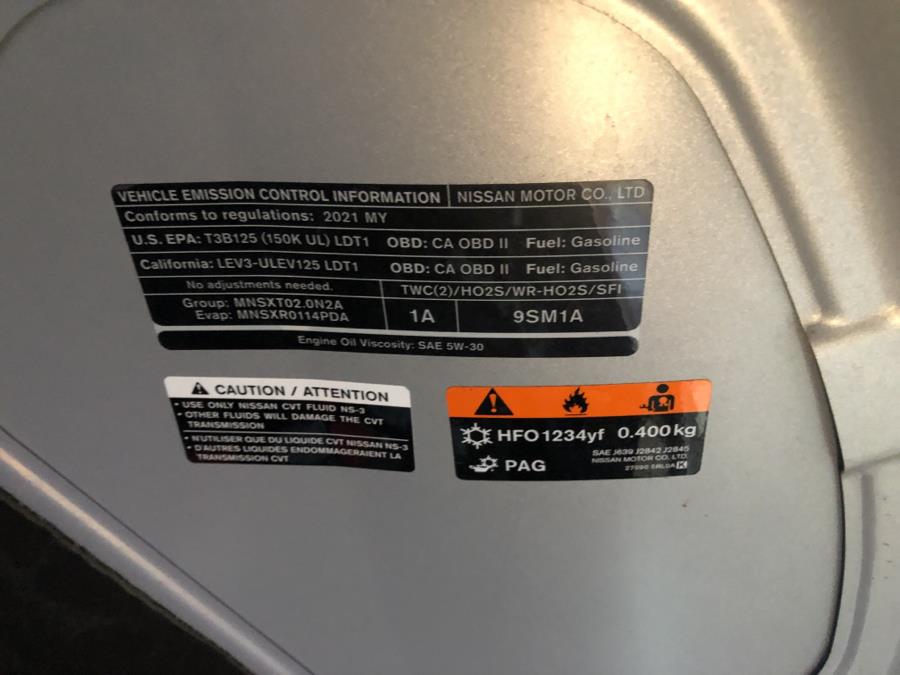 VEHICLE EMISSION CONTROL INFORMATION | NISSAN MOTOR CO., LTD
Conforms to regulations: 2021 MY
U.S. EPA: T3B125 (150K UL) LDT1 OBD: CA OBD II Fuel: Gasoline
California: LEV3-ULEV125 LDT1 OBD: CA OBD II Fuel: Gasoline
No adjustments needed. TWC(2)/HO2S/WR-HO2S/SFI
Group: MNSXT02.0N2A
Evap: MNSXR0114PDA 1A 9SM1A
Engine Oil Viscosity: SAE 5W-30
CAUTION / ATTENTION
• USE ONLY NISSAN CVT FLUID NS-3
• OTHER FLUIDS WILL DAMAGE THE CVT
TRANSMISSION
• N'UTILISER QUE DU LIQUIDE CVT NISSAN NS-3
• D'AUTRES LIQUIDES ENDOMMAGERAIENT LA
TRANSMISSION CVT
HFO1234yf 0.400kg
SAE J639 J2842 J2845
NISSAN MOTOR CO., LTD.
PAG
27090 K